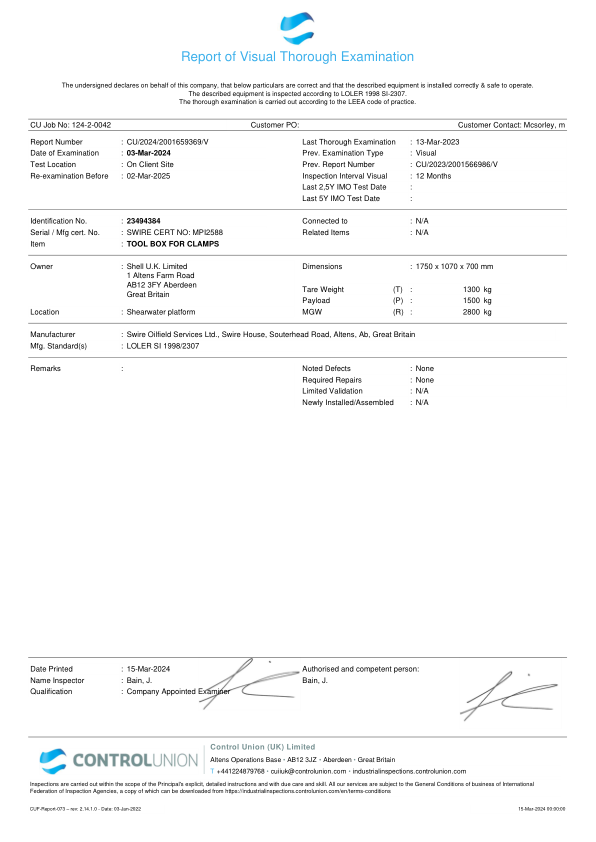 Report of Visual Thorough Examination
The undersigned declares on behalf of this company, that below particulars are correct and that the described equipment is installed correctly & safe to operate.
The described equipment is inspected according to LOLER 1998 SI-2307.
The thorough examination is carried out according to the LEEA code of practice.
CU Job No: 124-2-0042 Customer PO: Customer Contact: Mcsorley, m
Report Number : CU/2024/2001659369/V Last Thorough Examination : 13-Mar-2023
Date of Examination : 03-Mar-2024 Prev. Examination Type : Visual
Test Location : On Client Site Prev. Report Number : CU/2023/2001566986/V
Re-examination Before : 02-Mar-2025 Inspection Interval Visual : 12 Months
Last 2,5Y IMO Test Date :
Last 5Y IMO Test Date :
Identification No. : 23494384 Connected to : N/A
Serial / Mfg cert. No. : SWIRE CERT NO: MPI2588 Related Items : N/A
Item : TOOL BOX FOR CLAMPS
Owner : Shell U.K. Limited Dimensions : 1750 x 1070 x 700 mm
1 Altens Farm Road
AB12 3FY Aberdeen Tare Weight (T) : 1300 kg
Great Britain Payload (P) : 1500 kg
Location : Shearwater platform MGW (R) : 2800 kg
Manufacturer : Swire Oilfield Services Ltd., Swire House, Souterhead Road, Altens, Ab, Great Britain
Mfg. Standard(s) : LOLER SI 1998/2307
Remarks : Noted Defects : None
Required Repairs : None
Limited Validation : N/A
Newly Installed/Assembled : N/A
Date Printed : 15-Mar-2024 Authorised and competent person:
Name Inspector : Bain, J. Bain, J.
Qualification : Company Appointed Examiner
CONTROLUNION
Control Union (UK) Limited
Altens Operations Base · AB12 3JZ · Aberdeen · Great Britain
T +441224879768 · cuiiuk@controlunion.com · industrialinspections.controlunion.com
Inspections are carried out within the scope of the Principal's explicit, detailed instructions and with due care and skill. All our services are subject to the General Conditions of business of International
Federation of Inspection Agencies, a copy of which can be downloaded from https://industrialinspections.controlunion.com/en/terms-conditions
CUF-Report-073 – rev: 2.14.1.0 - Date: 03-Jun-2022 15-Mar-2024 00:00:00